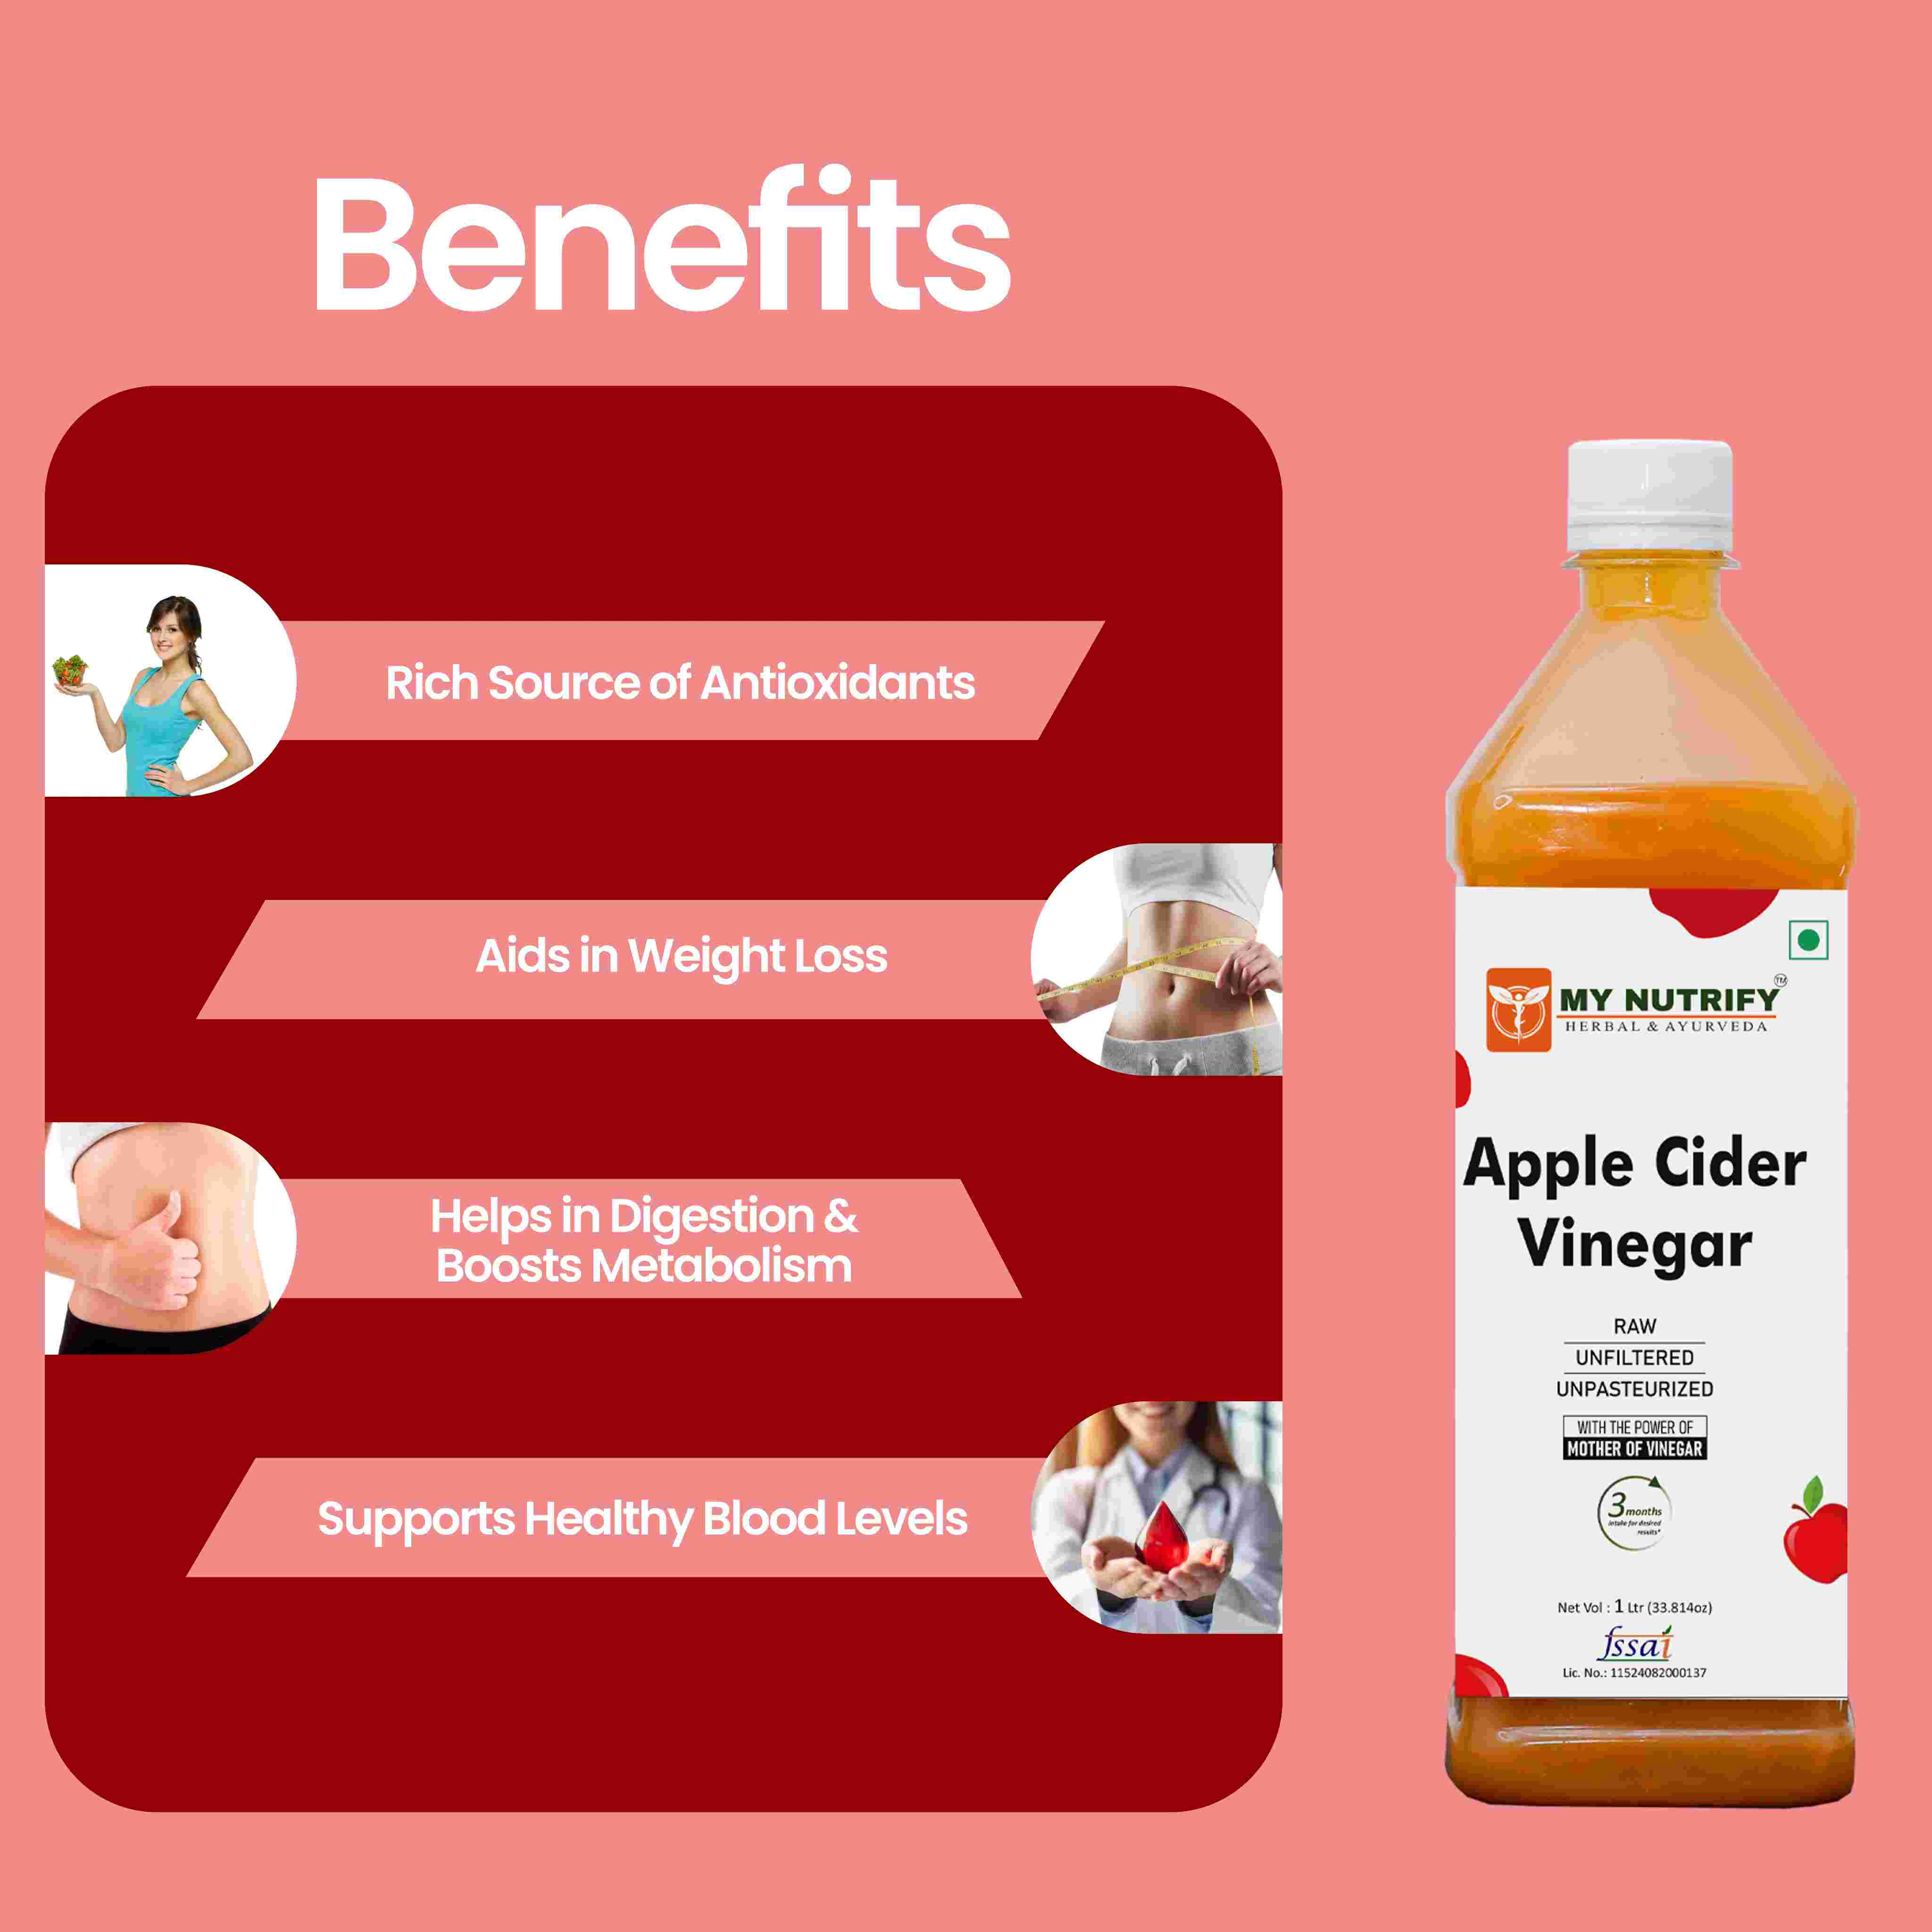 Benefits
Rich Source of Antioxidants
Aids in Weight Loss
Helps in Digestion &
Boosts Metabolism
Supports Healthy Blood Levels
MY NUTRIFY™
HERBAL & AYURVEDA
Apple Cider
Vinegar
RAW
UNFILTERED
UNPASTEURIZED
WITH THE POWER OF
MOTHER OF VINEGAR
3 months
intake for desired
results*
Net Vol : 1 Ltr (33.814oz)
fssai
Lic. No.: 11524082000137